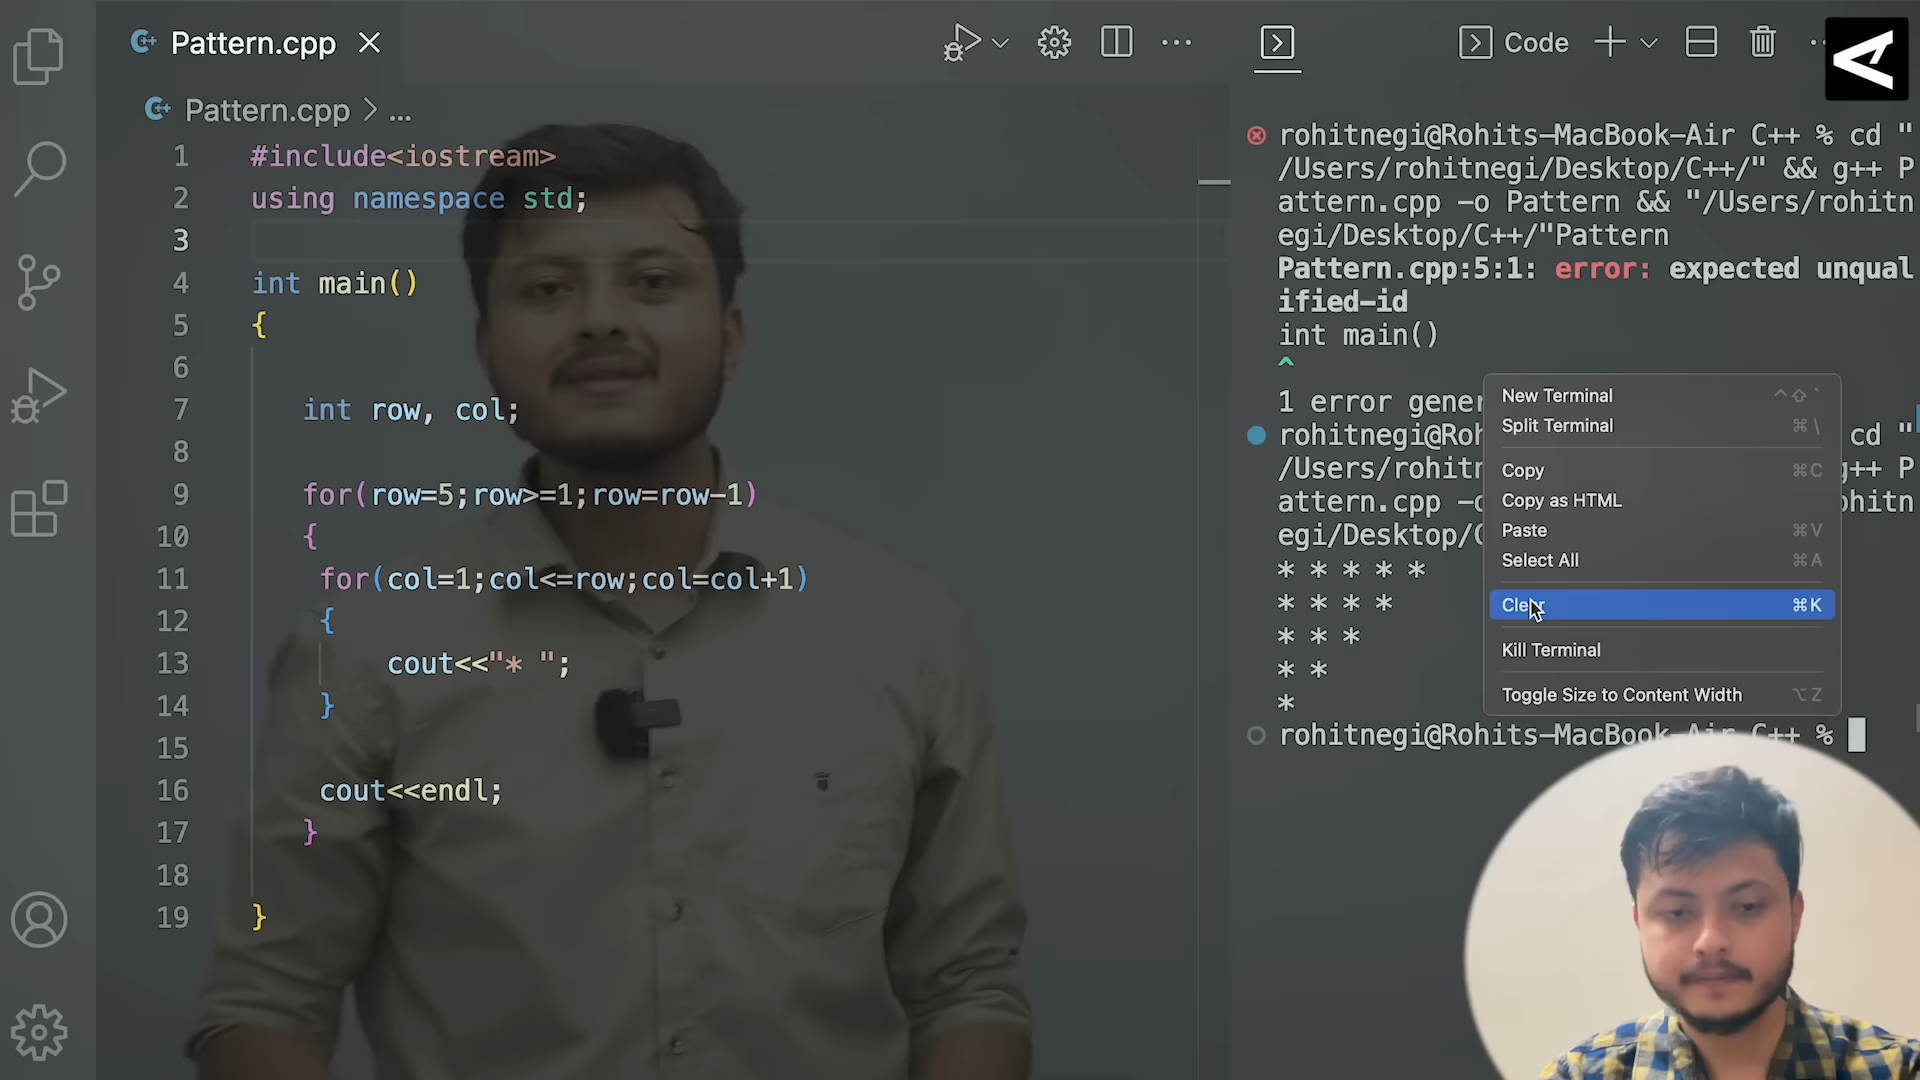 Pattern.cpp
Code
Pattern.cpp > ...
1 #include<iostream>
2 using namespace std;
3
4 int main()
5 {
6
7 int row, col;
8
9 for(row=5;row>=1;row=row-1)
10 {
11 for(col=1;col<=row;col=col+1)
12 {
13 cout<<"* ";
14 }
15
16 cout<<endl;
17 }
18
19 }
rohitnegi@Rohits-MacBook-Air C++ % cd "
/Users/rohitnegi/Desktop/C++/" && g++ P
attern.cpp -o Pattern && "/Users/rohitn
egi/Desktop/C++/"Pattern
Pattern.cpp:5:1: error: expected unqual
ified-id
int main()
^
1 error gener
rohitnegi@Roh cd "
/Users/rohitn g++ P
attern.cpp -o ohitn
egi/Desktop/C
* * * * *
* * * *
* * *
* *
*
rohitnegi@Rohits-MacBook-Air C++ %
New Terminal ^⇧`
Split Terminal ⌘\
Copy ⌘C
Copy as HTML
Paste ⌘V
Select All ⌘A
Clear ⌘K
Kill Terminal
Toggle Size to Content Width ⌥Z